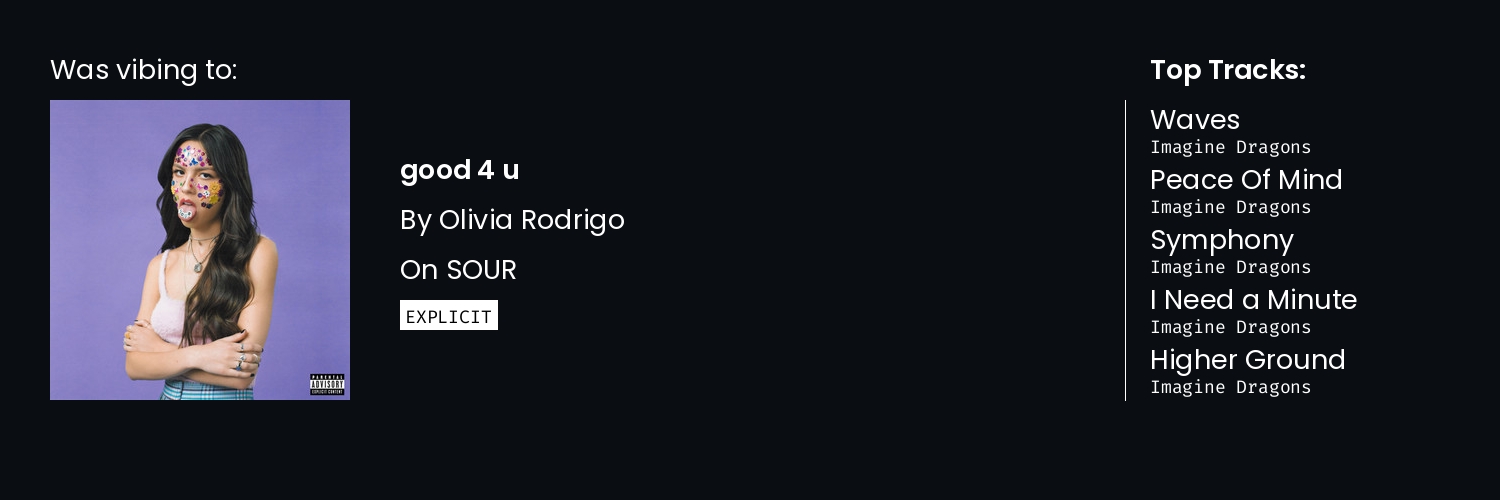 Was vibing to:
good 4 u
By Olivia Rodrigo
On SOUR
EXPLICIT
PARENTAL
ADVISORY
EXPLICIT CONTENT
Top Tracks:
Waves
Imagine Dragons
Peace Of Mind
Imagine Dragons
Symphony
Imagine Dragons
I Need a Minute
Imagine Dragons
Higher Ground
Imagine Dragons